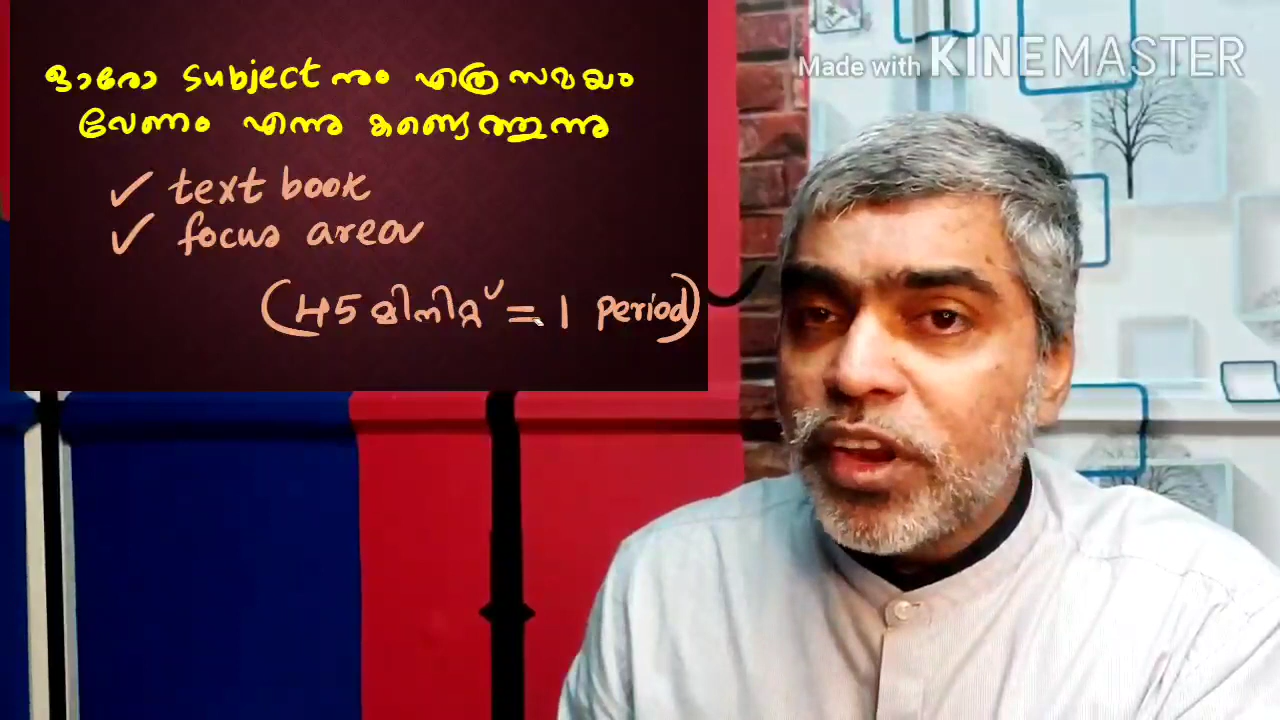 ഓരോ subject നും എത്ര സമയം
വേണം എന്നു കണ്ടെത്തുന്നു
✓ text book
✓ focus area
(45 മിനിറ്റ് = 1 Period)
Made with KINEMASTER